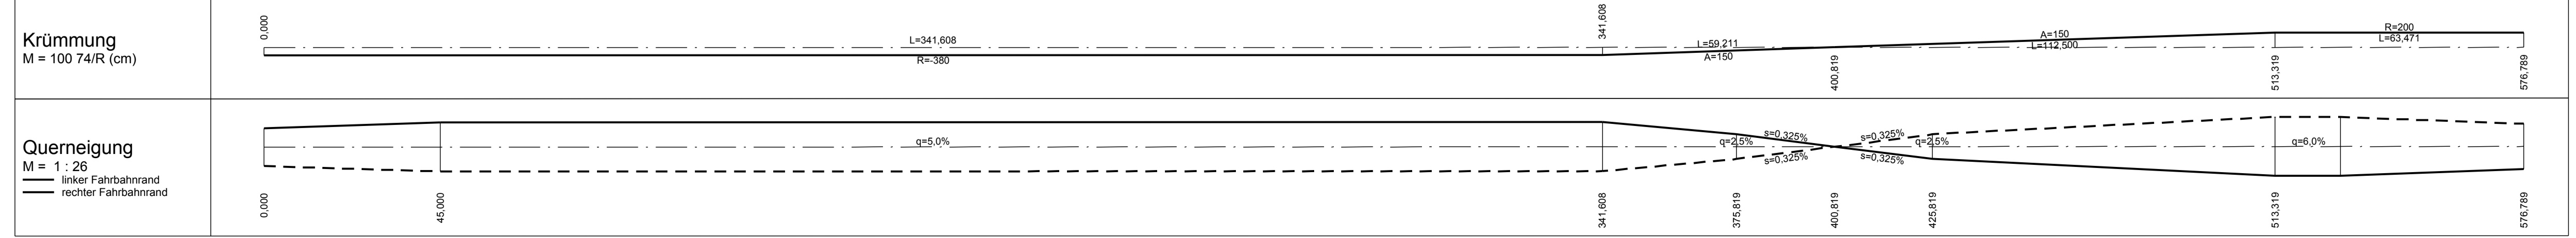 Krümmung
M = 100 74/R (cm)
0,000
L=341,608
R=-380
341,608
L=59,211
A=150
400,819
A=150
L=112,500
513,319
R=200
L=63,471
576,789
Querneigung
M = 1 : 26
linker Fahrbahnrand
rechter Fahrbahnrand
q=5,0%
q=2,5%
s=0,325%
s=0,325%
s=0,325%
s=0,325%
q=2,5%
q=6,0%
0,000
45,000
341,608
375,819
400,819
425,819
513,319
576,789